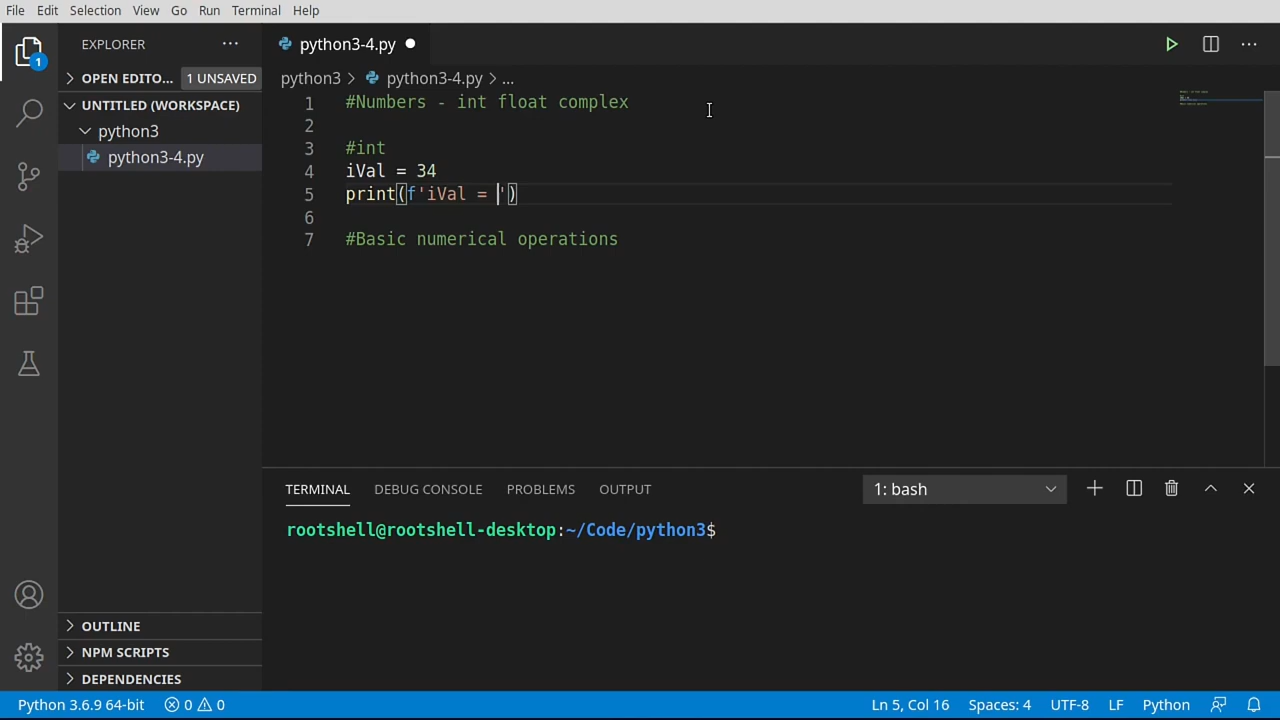 File Edit Selection View Go Run Terminal Help
EXPLORER ···
python3-4.py
OPEN EDITO... 1 UNSAVED
UNTITLED (WORKSPACE)
python3
python3-4.py
1
python3 > python3-4.py > ...
1 #Numbers - int float complex
2
3 #int
4 iVal = 34
5 print(f'iVal = ')
6
7 #Basic numerical operations
TERMINAL DEBUG CONSOLE PROBLEMS OUTPUT 1: bash
rootshell@rootshell-desktop:~/Code/python3$
OUTLINE
NPM SCRIPTS
DEPENDENCIES
Python 3.6.9 64-bit 0 0 Ln 5, Col 16 Spaces: 4 UTF-8 LF Python